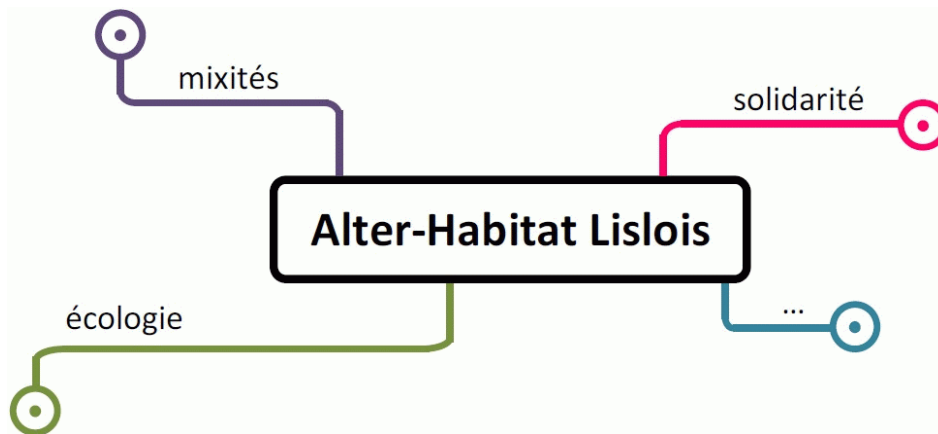 mixités
solidarité
Alter-Habitat Lislois
écologie
...